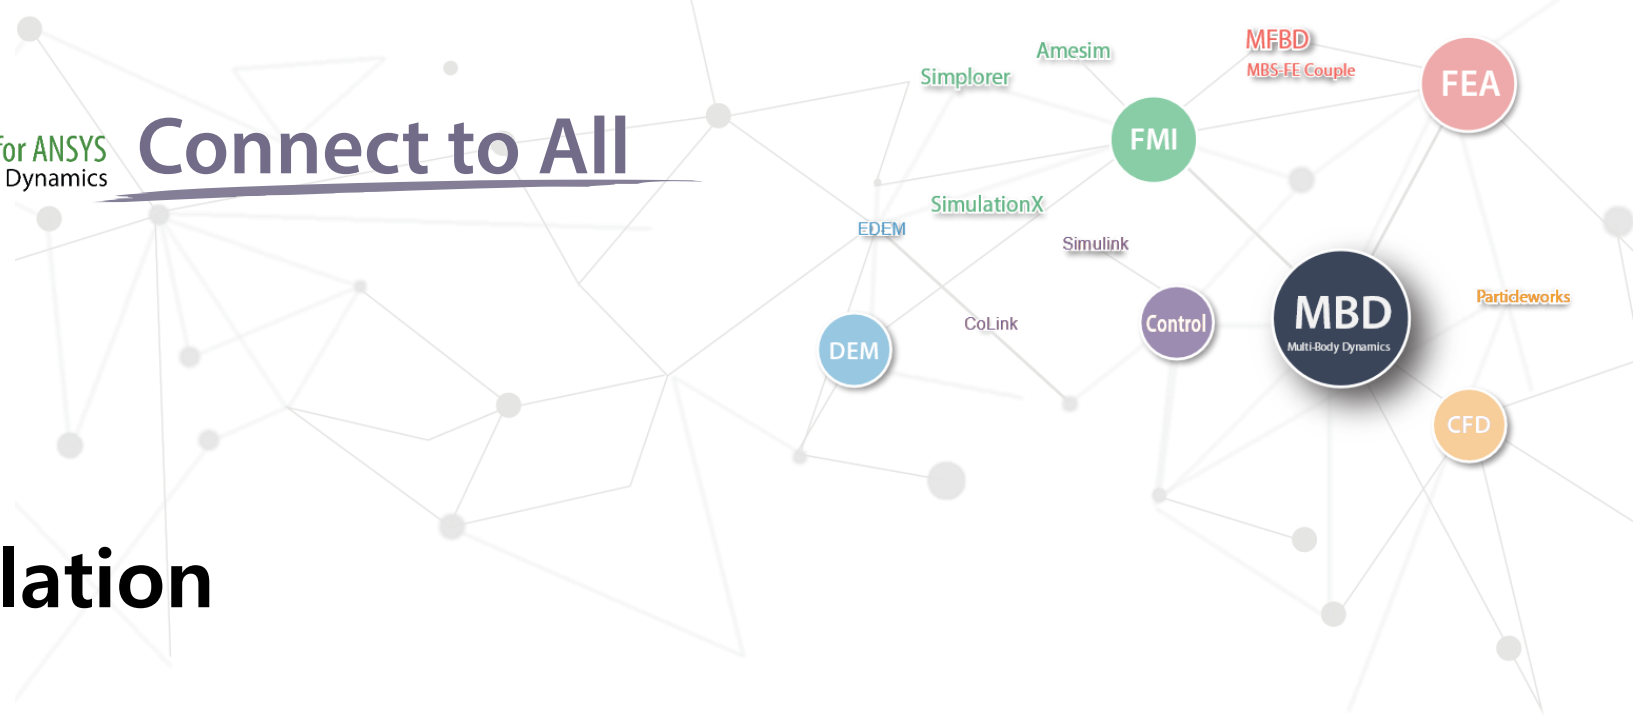 for ANSYS
Dynamics
Connect to All
Amesim
Simplorer
MFBD
MBS-FE Couple
FEA
FMI
SimulationX
EDEM
Simulink
CoLink
Control
MBD
Multi-Body Dynamics
Particleworks
DEM
CFD
lation